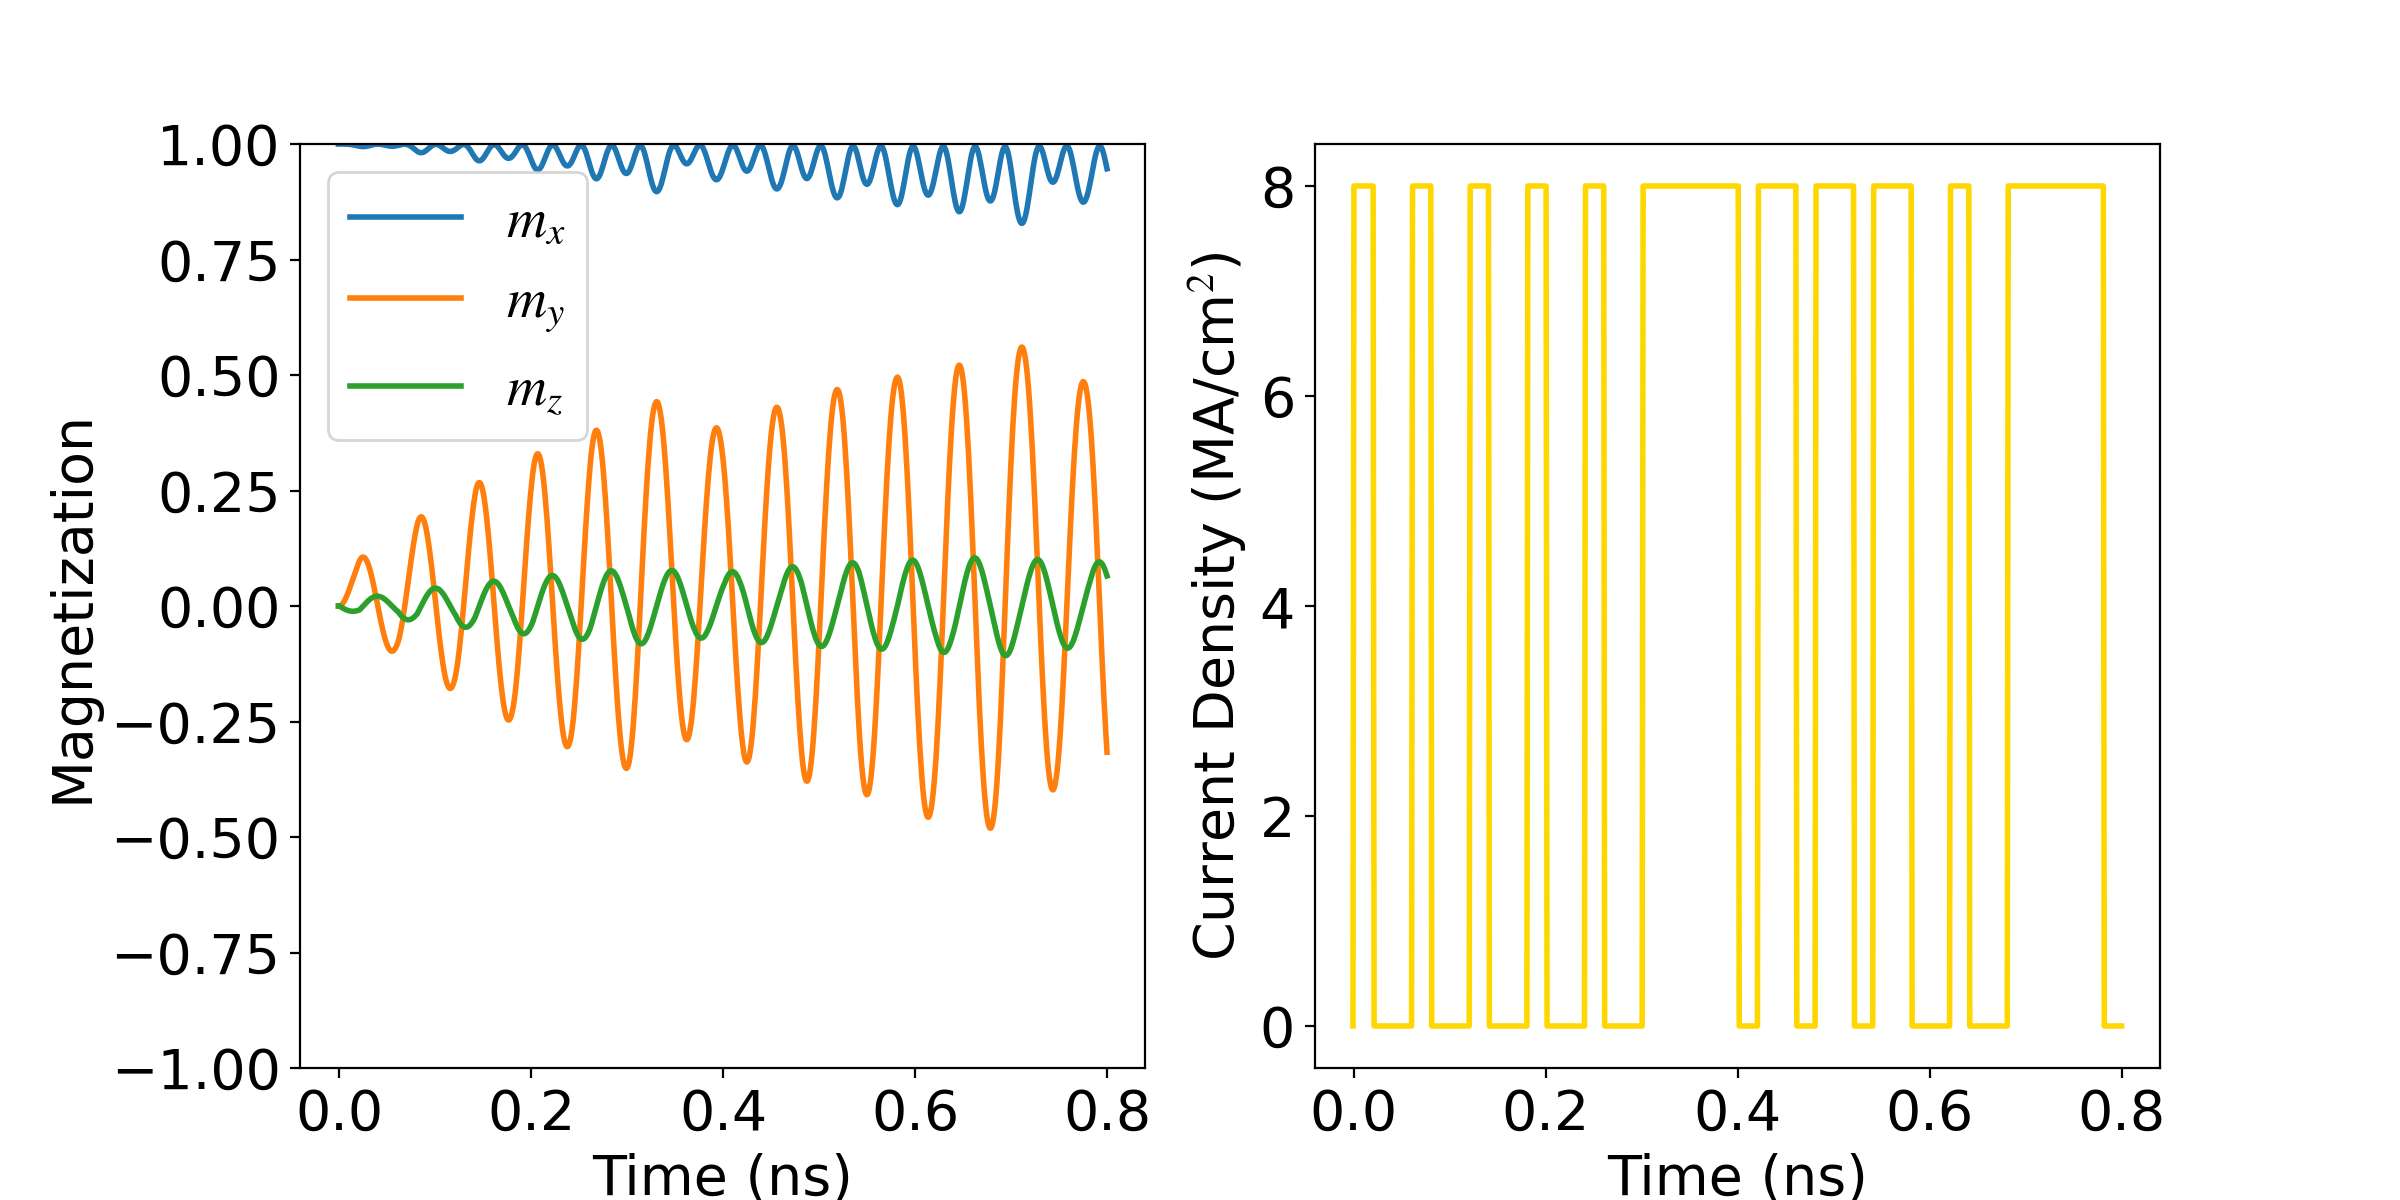 1.00
0.75
0.50
0.25
0.00
−0.25
−0.50
−0.75
−1.00
Magnetization
m_x
m_y
m_z
0.0 0.2 0.4 0.6 0.8
Time (ns)
8
6
4
2
0
Current Density (MA/cm²)
0.0 0.2 0.4 0.6 0.8
Time (ns)